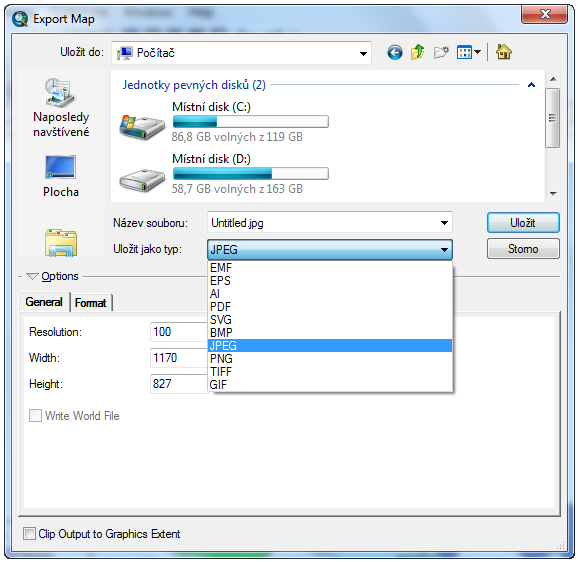 Export Map
Uložit do:
Počítač
Naposledy
navštívené
Plocha
Jednotky pevných disků (2)
Místní disk (C:)
86,8 GB volných z 119 GB
Místní disk (D:)
58,7 GB volných z 163 GB
Název souboru:
Untitled.jpg
Uložit
Uložit jako typ:
JPEG
Storno
EMF
EPS
AI
PDF
SVG
BMP
JPEG
PNG
TIFF
GIF
Options
General
Format
Resolution:
100
Width:
1170
Height:
827
Write World File
Clip Output to Graphics Extent